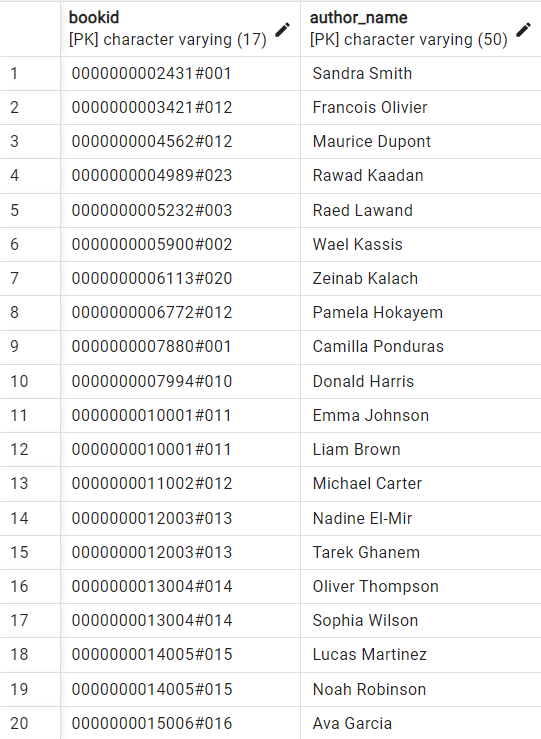 bookid author_name
[PK] character varying (17) [PK] character varying (50)
1 0000000002431#001 Sandra Smith
2 0000000003421#012 Francois Olivier
3 0000000004562#012 Maurice Dupont
4 0000000004989#023 Rawad Kaadan
5 0000000005232#003 Raed Lawand
6 0000000005900#002 Wael Kassis
7 0000000006113#020 Zeinab Kalach
8 0000000006772#012 Pamela Hokayem
9 0000000007880#001 Camilla Ponduras
10 0000000007994#010 Donald Harris
11 0000000010001#011 Emma Johnson
12 0000000010001#011 Liam Brown
13 0000000011002#012 Michael Carter
14 0000000012003#013 Nadine El-Mir
15 0000000012003#013 Tarek Ghanem
16 0000000013004#014 Oliver Thompson
17 0000000013004#014 Sophia Wilson
18 0000000014005#015 Lucas Martinez
19 0000000014005#015 Noah Robinson
20 0000000015006#016 Ava Garcia